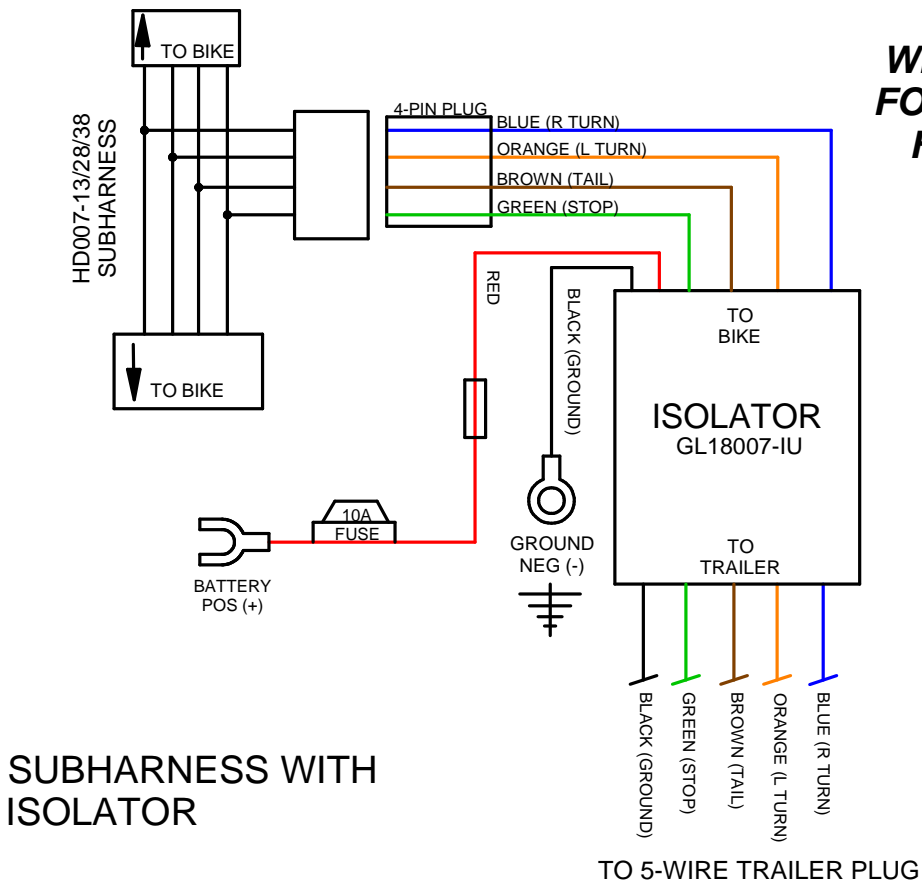 TO BIKE
HD007-13/28/38
SUBHARNESS
TO BIKE
4-PIN PLUG
BLUE (R TURN)
ORANGE (L TURN)
BROWN (TAIL)
GREEN (STOP)
RED
BLACK (GROUND)
TO
BIKE
ISOLATOR
GL18007-IU
TO
TRAILER
10A
FUSE
BATTERY
POS (+)
GROUND
NEG (-)
BLACK (GROUND)
GREEN (STOP)
BROWN (TAIL)
ORANGE (L TURN)
BLUE (R TURN)
SUBHARNESS WITH
ISOLATOR
TO 5-WIRE TRAILER PLUG